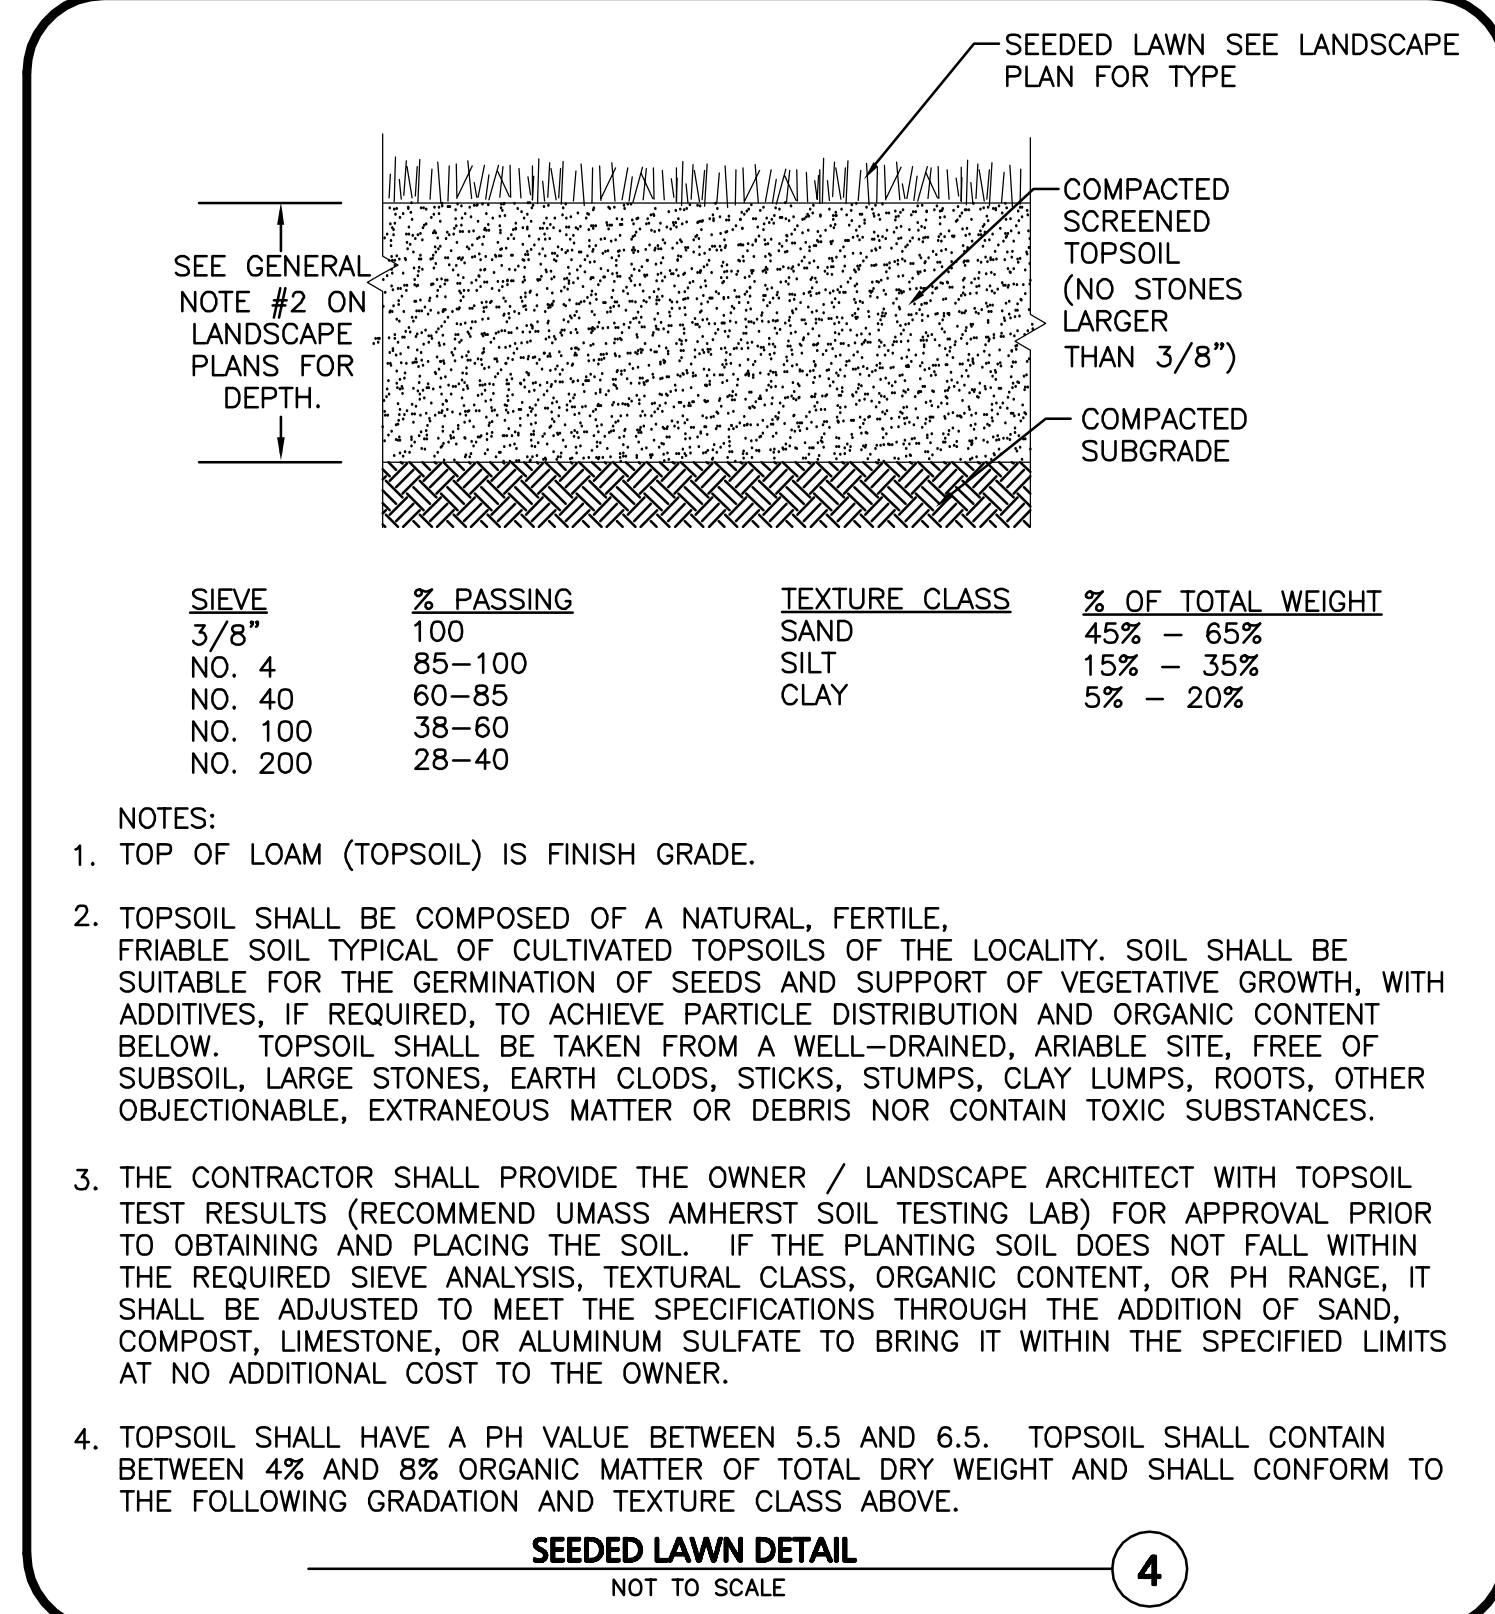 SEEDED LAWN SEE LANDSCAPE
PLAN FOR TYPE
COMPACTED
SCREENED
TOPSOIL
(NO STONES
LARGER
THAN 3/8")
SEE GENERAL
NOTE #2 ON
LANDSCAPE
PLANS FOR
DEPTH.
COMPACTED
SUBGRADE
SIEVE % PASSING
3/8" 100
NO. 4 85-100
NO. 40 60-85
NO. 100 38-60
NO. 200 28-40
TEXTURE CLASS % OF TOTAL WEIGHT
SAND 45% - 65%
SILT 15% - 35%
CLAY 5% - 20%
NOTES:
1. TOP OF LOAM (TOPSOIL) IS FINISH GRADE.
2. TOPSOIL SHALL BE COMPOSED OF A NATURAL, FERTILE,
FRIABLE SOIL TYPICAL OF CULTIVATED TOPSOILS OF THE LOCALITY. SOIL SHALL BE
SUITABLE FOR THE GERMINATION OF SEEDS AND SUPPORT OF VEGETATIVE GROWTH, WITH
ADDITIVES, IF REQUIRED, TO ACHIEVE PARTICLE DISTRIBUTION AND ORGANIC CONTENT
BELOW. TOPSOIL SHALL BE TAKEN FROM A WELL-DRAINED, ARIABLE SITE, FREE OF
SUBSOIL, LARGE STONES, EARTH CLODS, STICKS, STUMPS, CLAY LUMPS, ROOTS, OTHER
OBJECTIONABLE, EXTRANEOUS MATTER OR DEBRIS NOR CONTAIN TOXIC SUBSTANCES.
3. THE CONTRACTOR SHALL PROVIDE THE OWNER / LANDSCAPE ARCHITECT WITH TOPSOIL
TEST RESULTS (RECOMMEND UMASS AMHERST SOIL TESTING LAB) FOR APPROVAL PRIOR
TO OBTAINING AND PLACING THE SOIL. IF THE PLANTING SOIL DOES NOT FALL WITHIN
THE REQUIRED SIEVE ANALYSIS, TEXTURAL CLASS, ORGANIC CONTENT, OR PH RANGE, IT
SHALL BE ADJUSTED TO MEET THE SPECIFICATIONS THROUGH THE ADDITION OF SAND,
COMPOST, LIMESTONE, OR ALUMINUM SULFATE TO BRING IT WITHIN THE SPECIFIED LIMITS
AT NO ADDITIONAL COST TO THE OWNER.
4. TOPSOIL SHALL HAVE A PH VALUE BETWEEN 5.5 AND 6.5. TOPSOIL SHALL CONTAIN
BETWEEN 4% AND 8% ORGANIC MATTER OF TOTAL DRY WEIGHT AND SHALL CONFORM TO
THE FOLLOWING GRADATION AND TEXTURE CLASS ABOVE.
SEEDED LAWN DETAIL
NOT TO SCALE
4